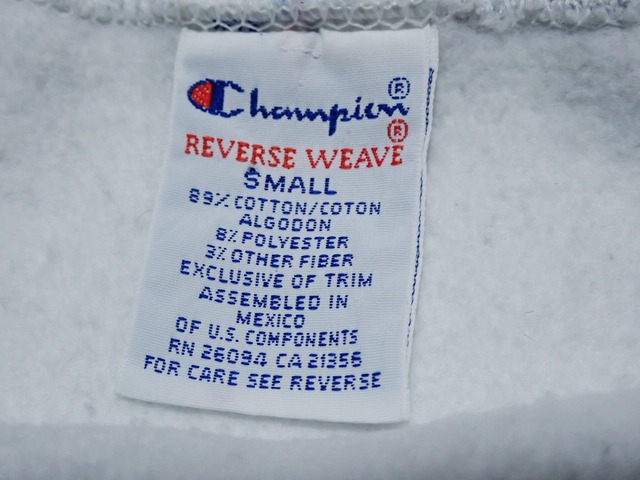 Champion®
REVERSE WEAVE®
SMALL
89% COTTON/COTON
ALGODON
8% POLYESTER
3% OTHER FIBER
EXCLUSIVE OF TRIM
ASSEMBLED IN
MEXICO
OF U.S. COMPONENTS
RN 26094 CA 21356
FOR CARE SEE REVERSE